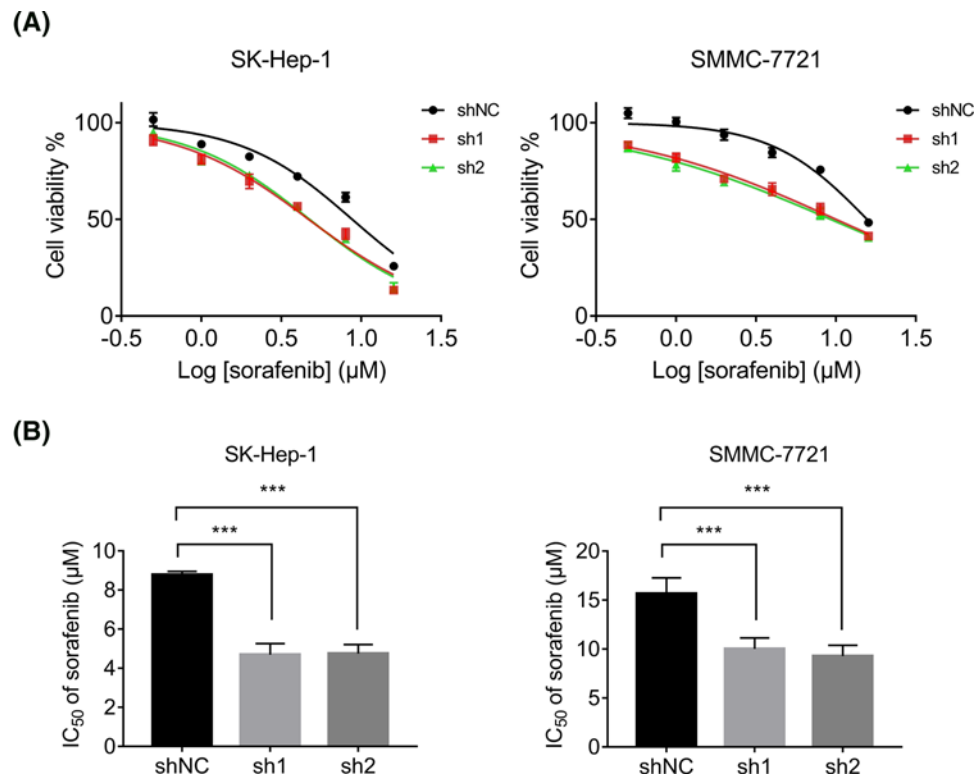 (A)
SK-Hep-1
SMMC-7721
Cell viability %
100
50
0
-0.5
0.0
0.5
1.0
1.5
Log [sorafenib] (µM)
shNC
sh1
sh2
Cell viability %
100
50
0
-0.5
0.0
0.5
1.0
1.5
Log [sorafenib] (µM)
shNC
sh1
sh2
(B)
SK-Hep-1
SMMC-7721
IC50 of sorafenib (µM)
10
8
6
4
2
0
***
***
shNC
sh1
sh2
IC50 of sorafenib (µM)
20
15
10
5
0
***
***
shNC
sh1
sh2